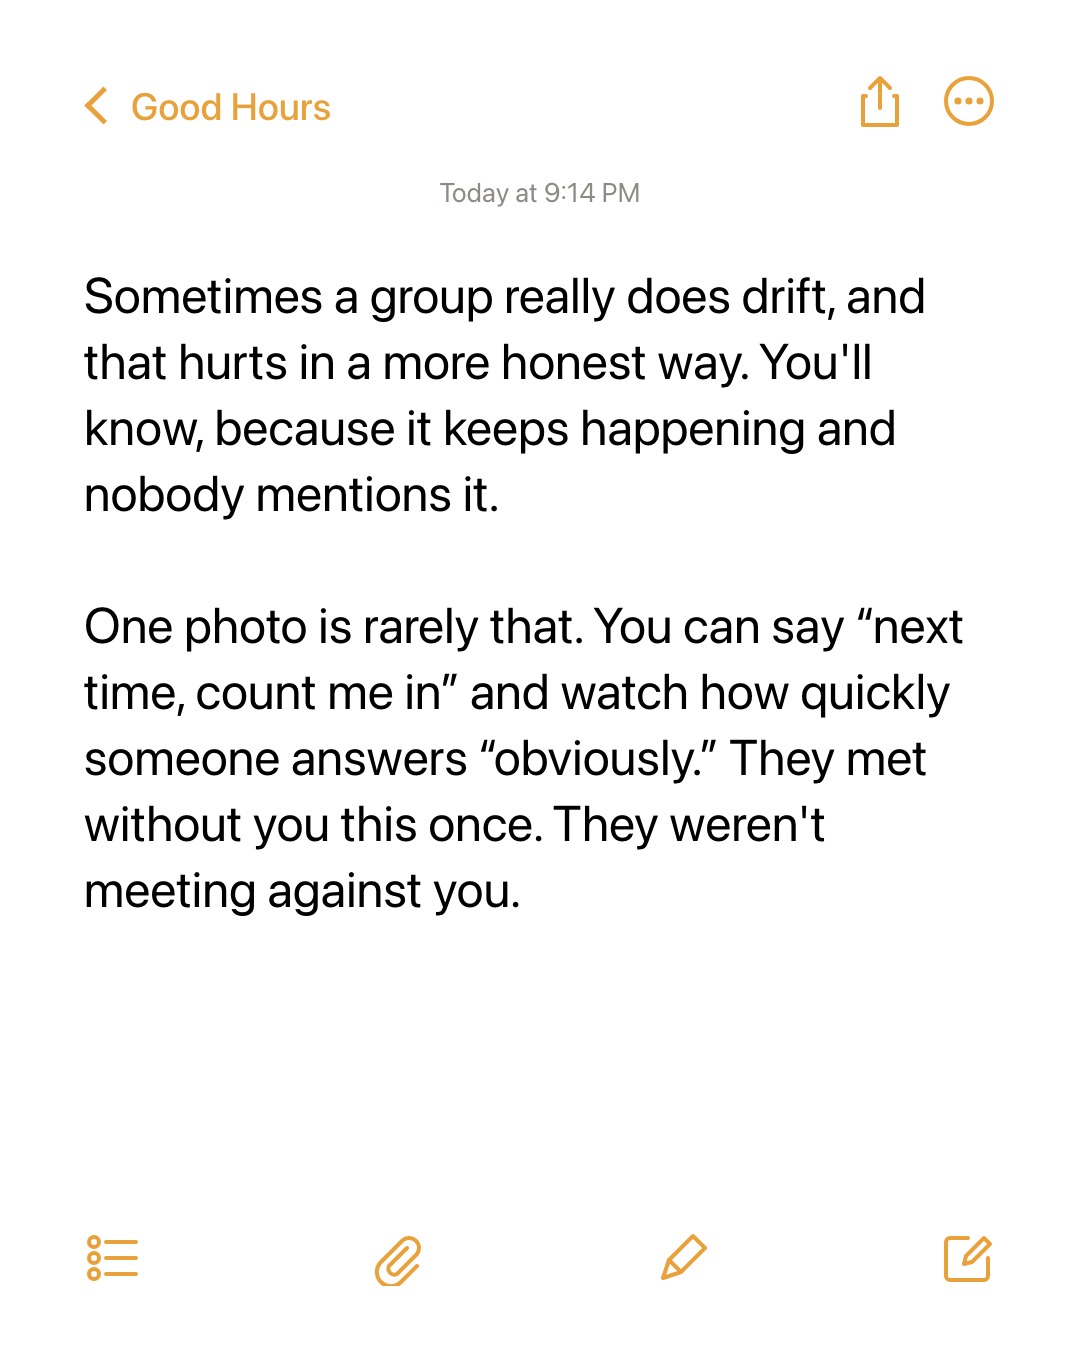 Good Hours
Today at 9:14 PM
Sometimes a group really does drift, and
that hurts in a more honest way. You'll
know, because it keeps happening and
nobody mentions it.
One photo is rarely that. You can say “next
time, count me in” and watch how quickly
someone answers “obviously.” They met
without you this once. They weren't
meeting against you.